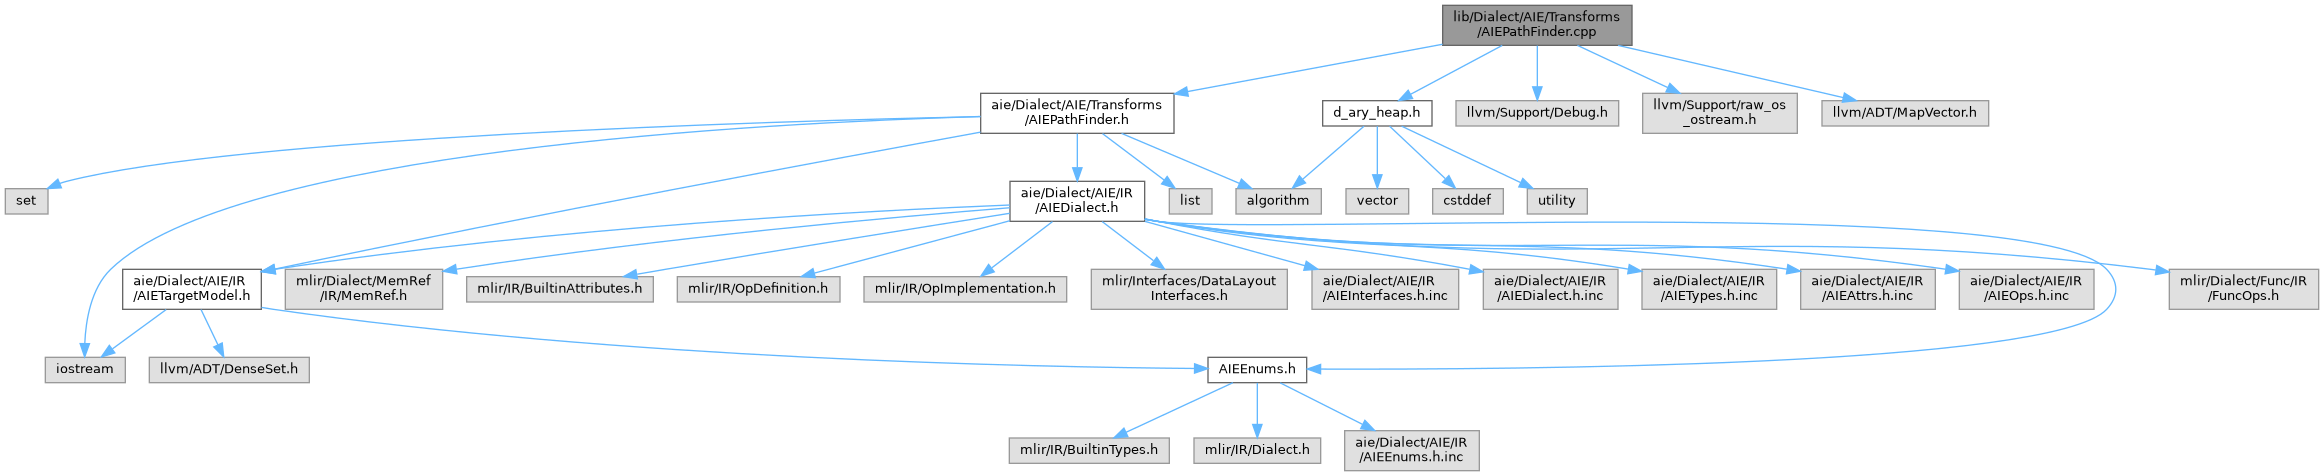 lib/Dialect/AIE/Transforms
/AIEPathFinder.cpp
aie/Dialect/AIE/Transforms
/AIEPathFinder.h
d_ary_heap.h
llvm/Support/Debug.h
llvm/Support/raw_os
_ostream.h
llvm/ADT/MapVector.h
set
aie/Dialect/AIE/IR
/AIEDialect.h
list
algorithm
vector
cstddef
utility
aie/Dialect/AIE/IR
/AIETargetModel.h
mlir/Dialect/MemRef
/IR/MemRef.h
mlir/IR/BuiltinAttributes.h
mlir/IR/OpDefinition.h
mlir/IR/OpImplementation.h
mlir/Interfaces/DataLayout
Interfaces.h
aie/Dialect/AIE/IR
/AIEInterfaces.h.inc
aie/Dialect/AIE/IR
/AIEDialect.h.inc
aie/Dialect/AIE/IR
/AIETypes.h.inc
aie/Dialect/AIE/IR
/AIEAttrs.h.inc
aie/Dialect/AIE/IR
/AIEOps.h.inc
mlir/Dialect/Func/IR
/FuncOps.h
iostream
llvm/ADT/DenseSet.h
AIEEnums.h
mlir/IR/BuiltinTypes.h
mlir/IR/Dialect.h
aie/Dialect/AIE/IR
/AIEEnums.h.inc